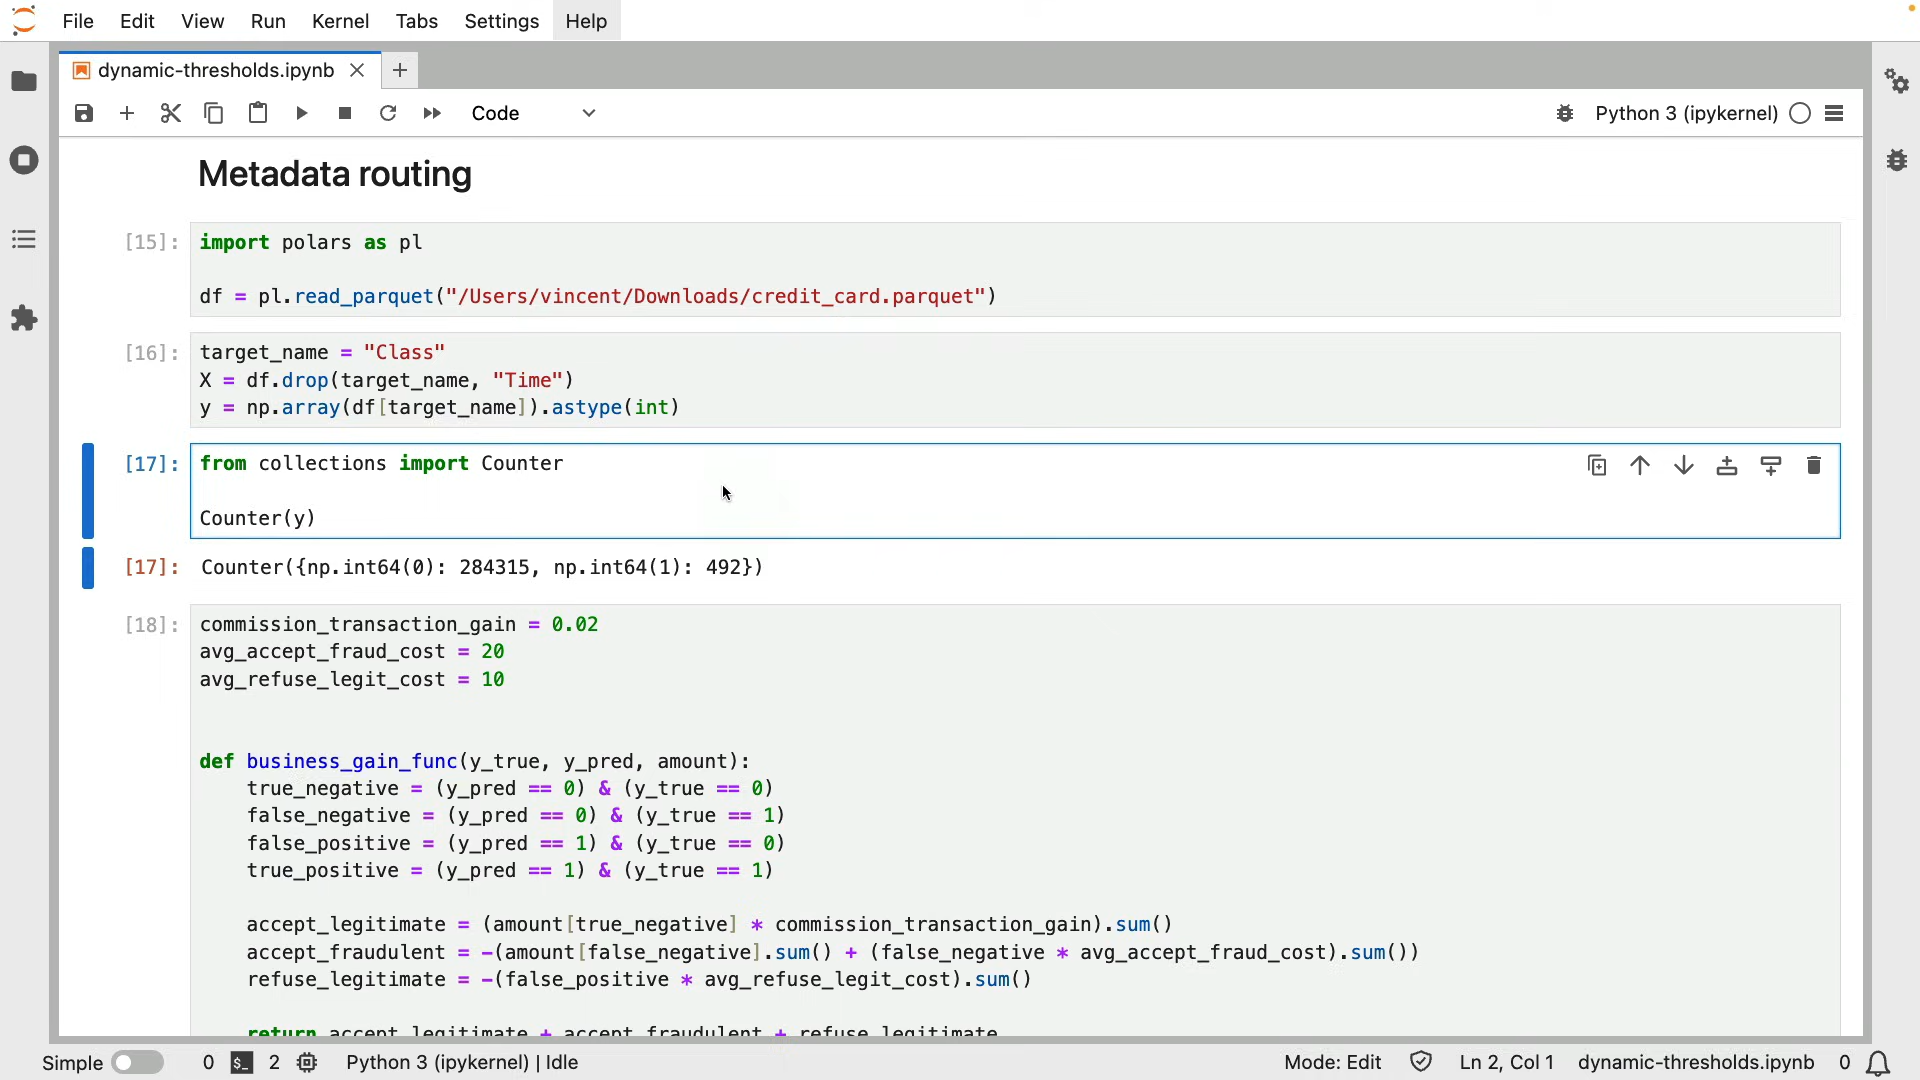 File Edit View Run Kernel Tabs Settings Help
dynamic-thresholds.ipynb
Code
Python 3 (ipykernel)
Metadata routing
[15]: import polars as pl
df = pl.read_parquet("/Users/vincent/Downloads/credit_card.parquet")
[16]: target_name = "Class"
X = df.drop(target_name, "Time")
y = np.array(df[target_name]).astype(int)
[17]: from collections import Counter
Counter(y)
[17]: Counter({np.int64(0): 284315, np.int64(1): 492})
[18]: commission_transaction_gain = 0.02
avg_accept_fraud_cost = 20
avg_refuse_legit_cost = 10
def business_gain_func(y_true, y_pred, amount):
true_negative = (y_pred == 0) & (y_true == 0)
false_negative = (y_pred == 0) & (y_true == 1)
false_positive = (y_pred == 1) & (y_true == 0)
true_positive = (y_pred == 1) & (y_true == 1)
accept_legitimate = (amount[true_negative] * commission_transaction_gain).sum()
accept_fraudulent = -(amount[false_negative].sum() + (false_negative * avg_accept_fraud_cost).sum())
refuse_legitimate = -(false_positive * avg_refuse_legit_cost).sum()
return accept_legitimate + accept_fraudulent + refuse_legitimate
Simple 0 $_ 2 Python 3 (ipykernel) | Idle Mode: Edit Ln 2, Col 1 dynamic-thresholds.ipynb 0